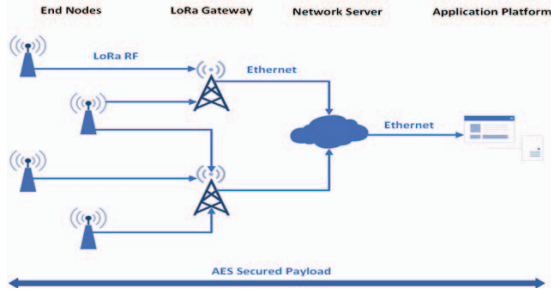 End Nodes
LoRa Gateway
Network Server
Application Platform
LoRa RF
Ethernet
Ethernet
AES Secured Payload